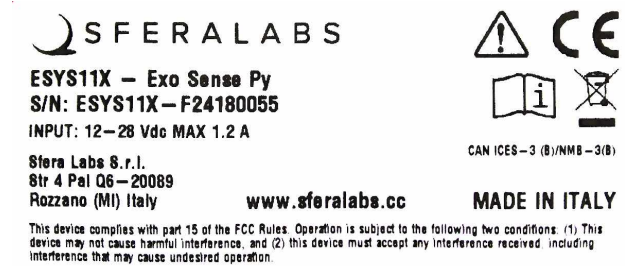 SFERALABS
ESYS11X – Exo Sense Py
S/N: ESYS11X–F24180055
INPUT: 12–28 Vdc MAX 1.2 A
CAN ICES–3 (B)/NMB–3(B)
Sfera Labs S.r.l.
Str 4 Pal Q6–20089
Rozzano (MI) Italy
www.sferalabs.cc
MADE IN ITALY
This device complies with part 15 of the FCC Rules. Operation is subject to the following two conditions: (1) This
device may not cause harmful interference, and (2) this device must accept any interference received, including
interference that may cause undesired operation.